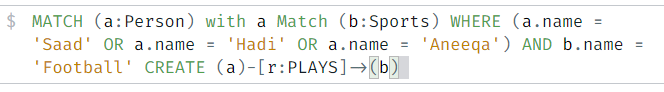 $ MATCH (a:Person) with a Match (b:Sports) WHERE (a.name =
'Saad' OR a.name = 'Hadi' OR a.name = 'Aneeqa') AND b.name =
'Football' CREATE (a)-[r:PLAYS]->(b)